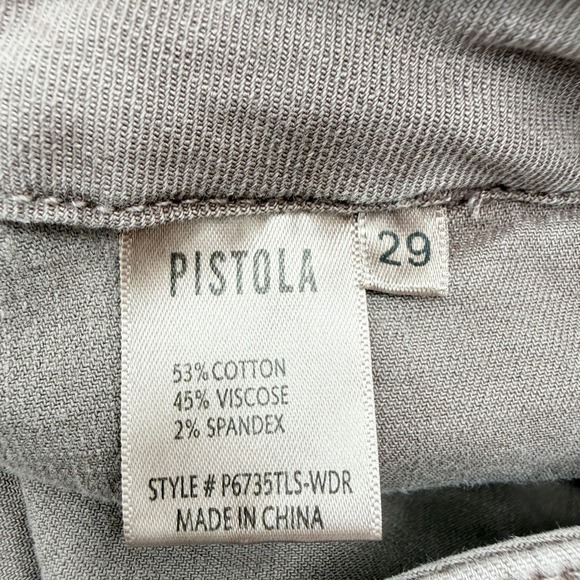 PISTOLA
29
53% COTTON
45% VISCOSE
2% SPANDEX
STYLE # P6735TLS-WDR
MADE IN CHINA